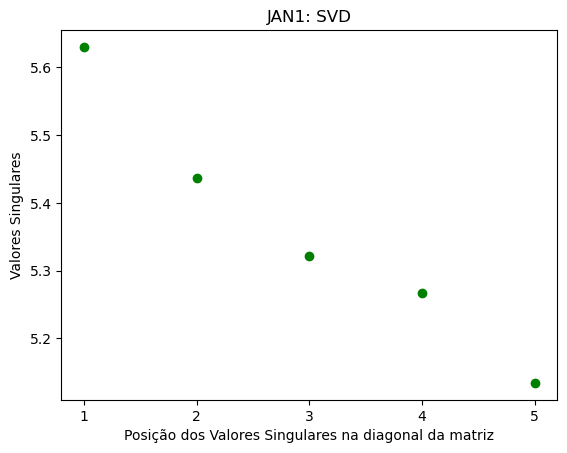 JAN1: SVD
Valores Singulares
5.6
5.5
5.4
5.3
5.2
1 2 3 4 5
Posição dos Valores Singulares na diagonal da matriz